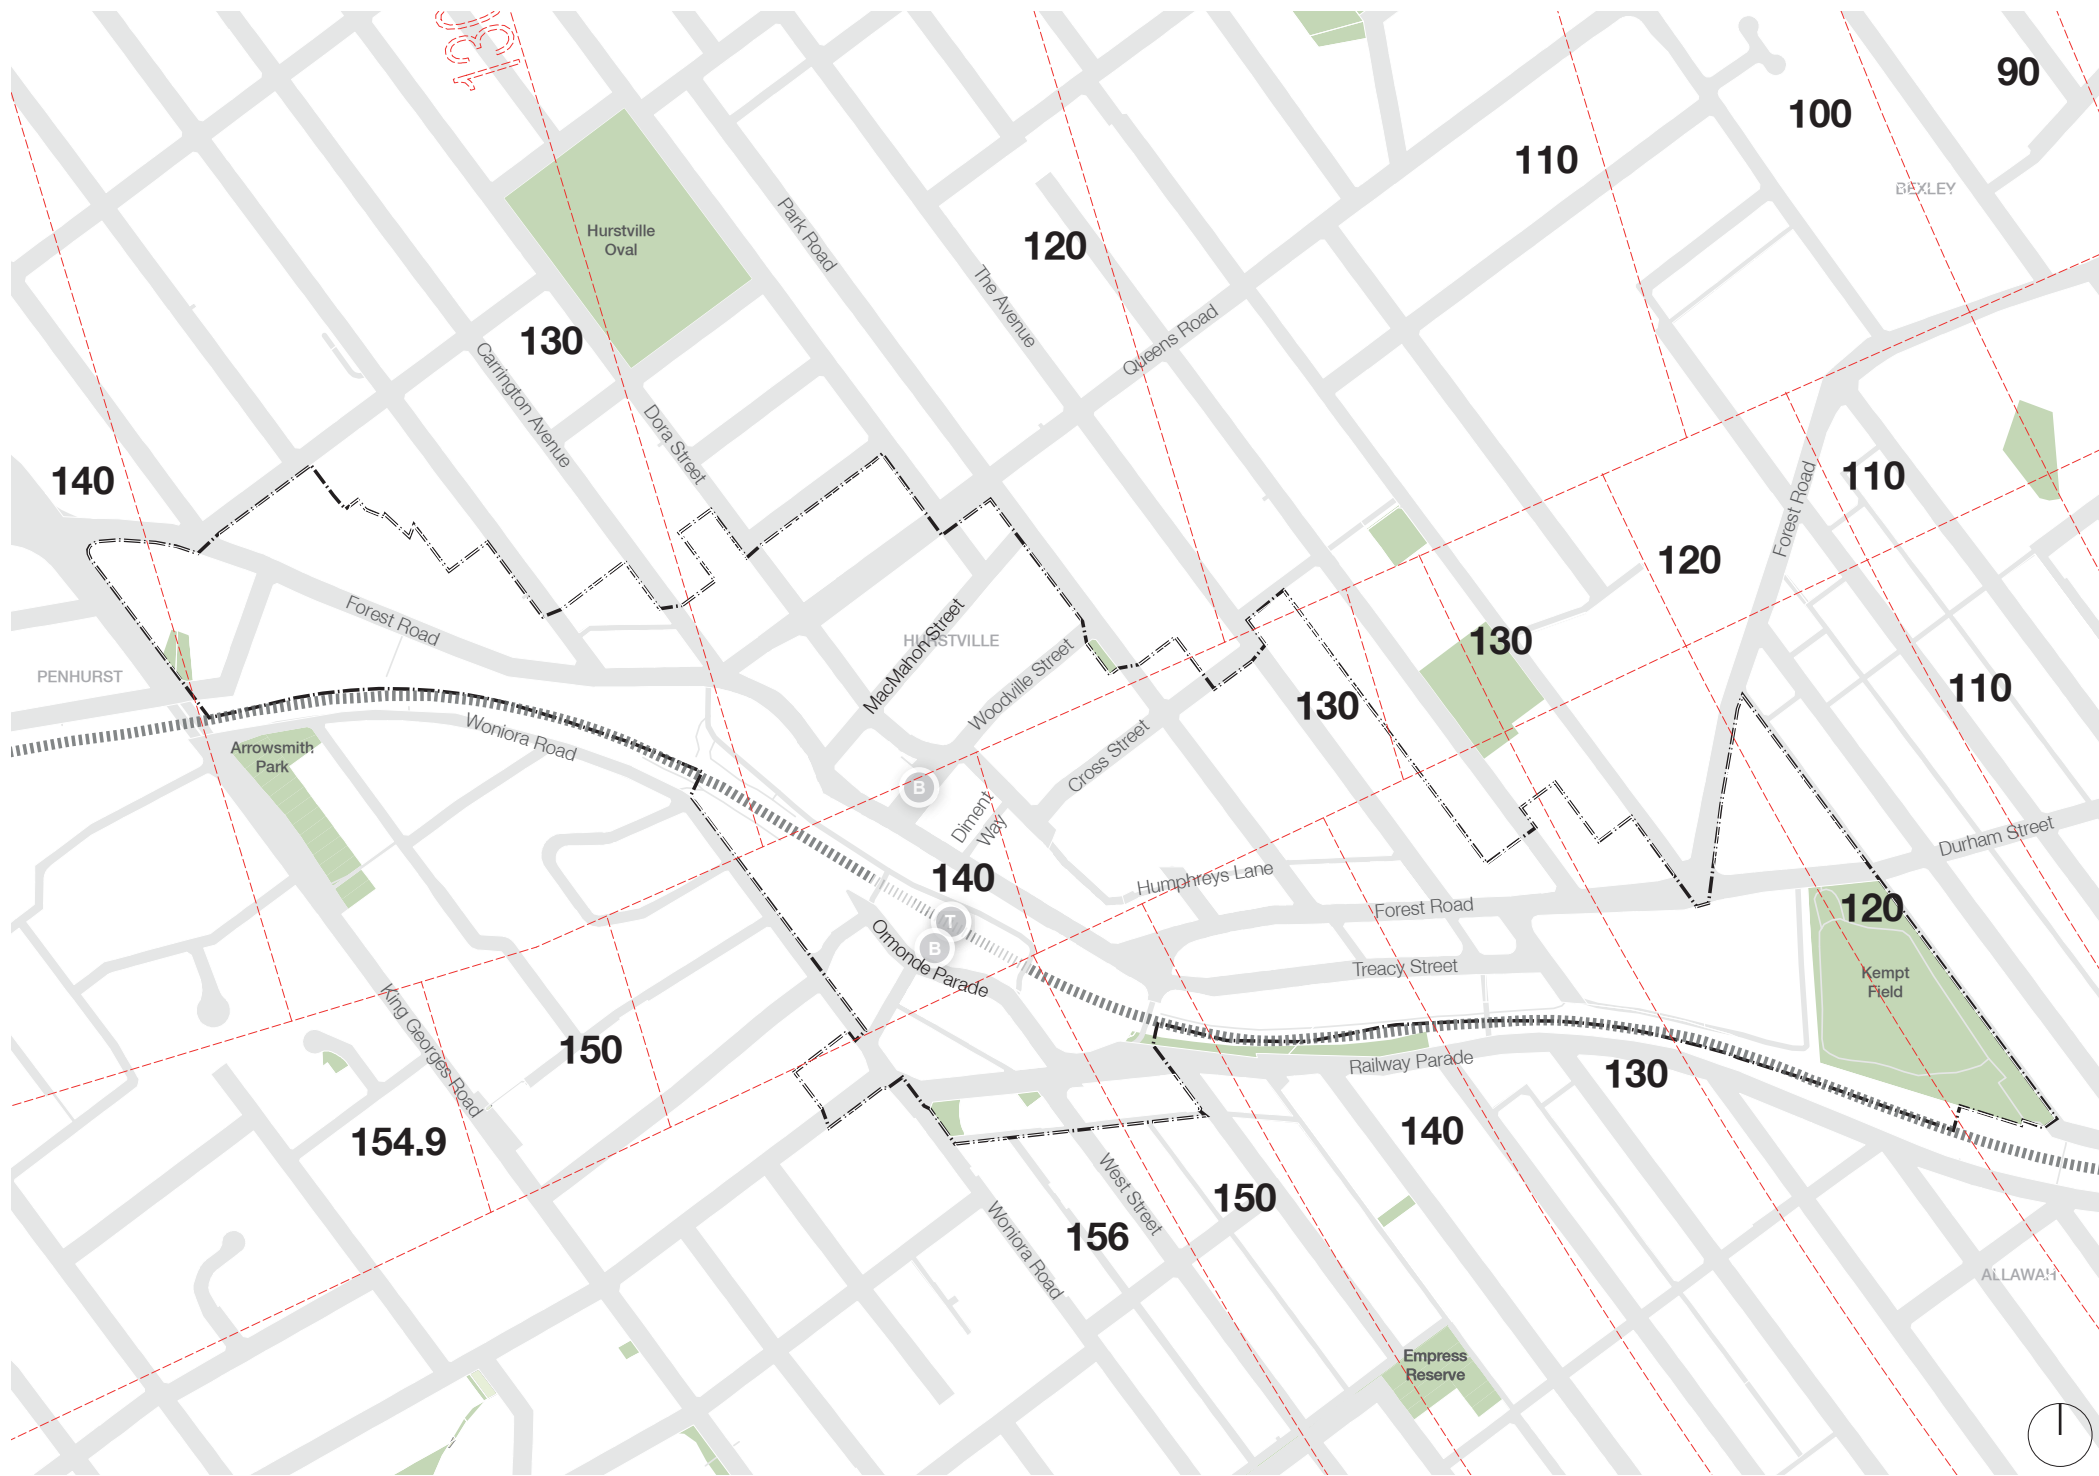 130
90
100
110
BEXLEY
Hurstville
Oval
Park Road
120
The Avenue
Queens Road
130
Carrington Avenue
Dora Street
140
110
Forest Road
120
Forest Road
MacMahon Street
HURSTVILLE
Woodville Street
130
130
110
PENHURST
Woniora Road
Arrowsmith
Park
Cross Street
B
Diment
Way
140
Humphreys Lane
Durham Street
Forest Road
120
T
B
Ormonde Parade
Treacy Street
Kempt
Field
King Georges Road
150
Railway Parade
130
140
154.9
West Street
150
156
Woniora Road
ALLAWAH
Empress
Reserve